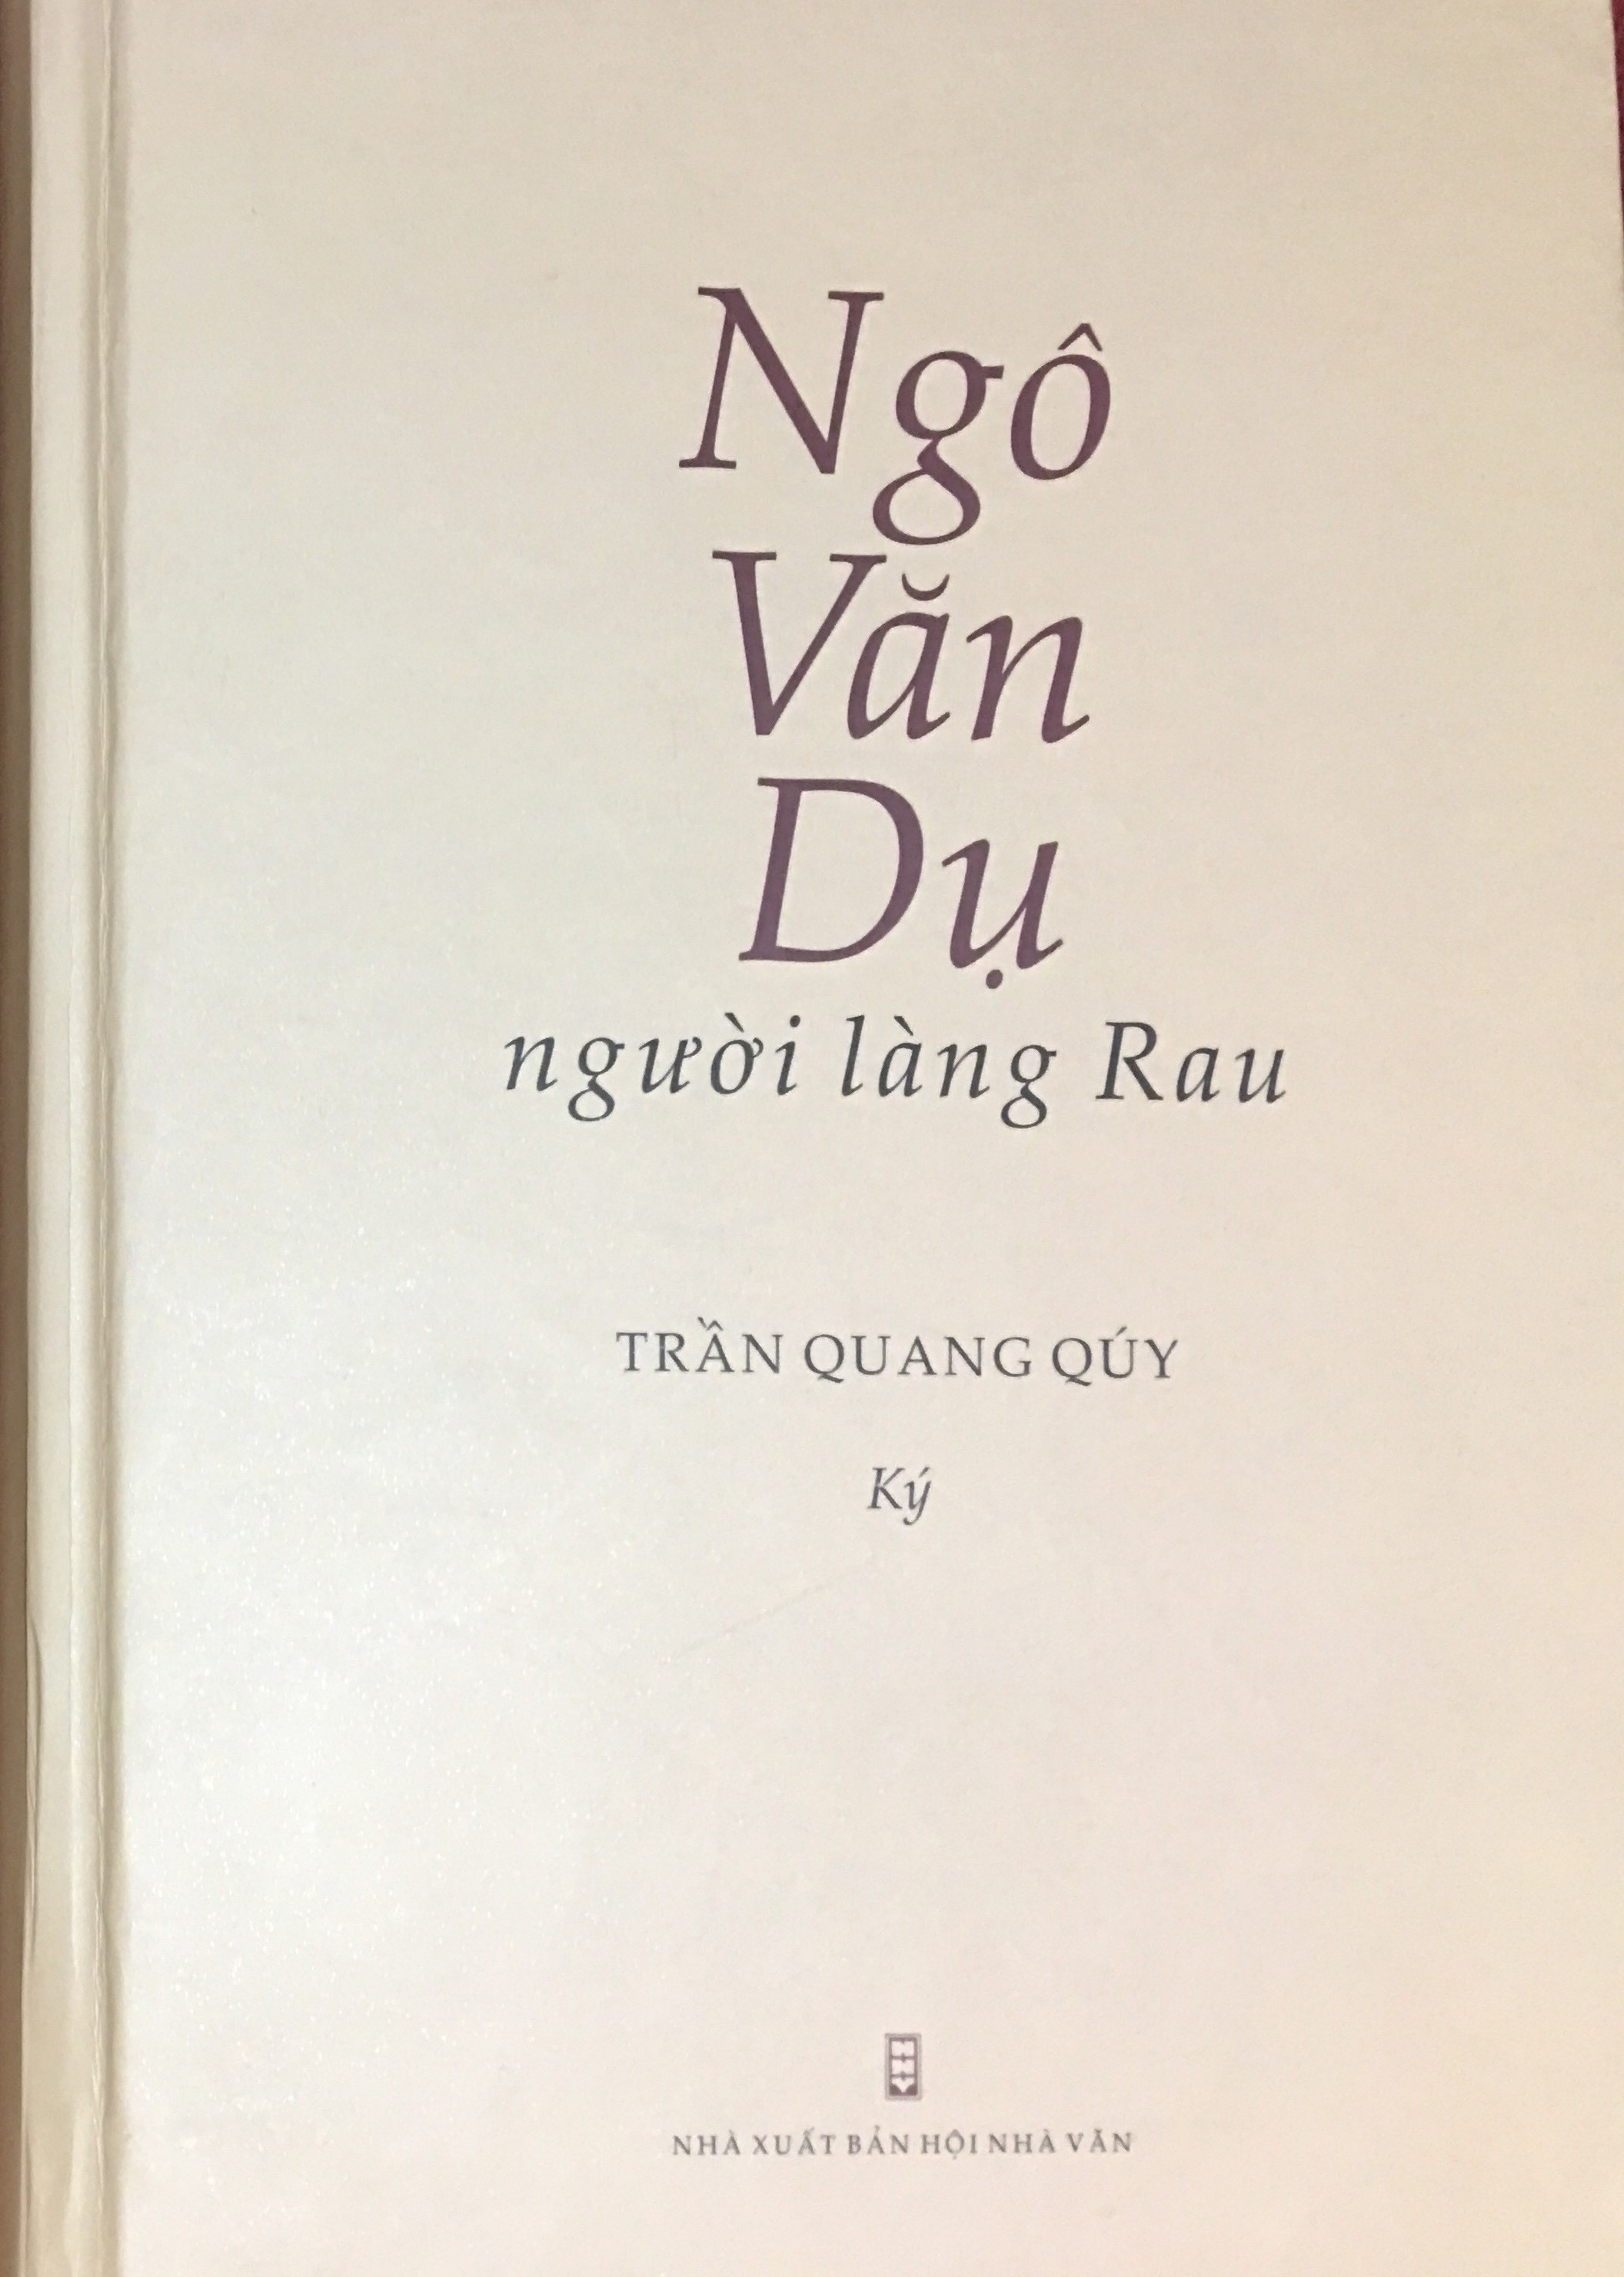 Ngô
Văn
Dụ
người làng Rau
TRẦN QUANG QÚY
Ký
NHÀ XUẤT BẢN HỘI NHÀ VĂN